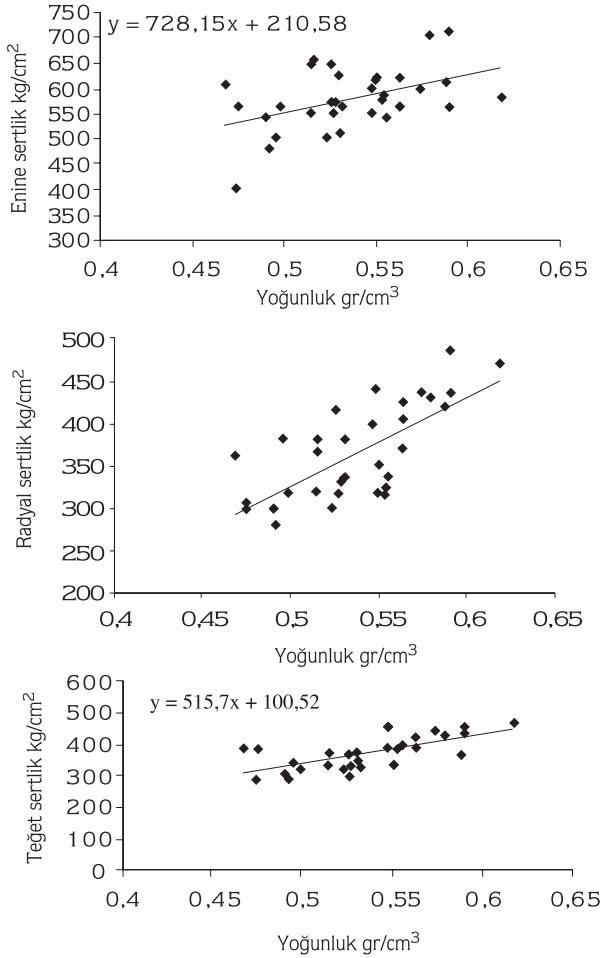 y = 728,15x + 210,58
750
700
650
600
550
500
450
400
350
300
Enine sertlik kg/cm²
0,4 0,45 0,5 0,55 0,6 0,65
Yoğunluk gr/cm³
500
450
400
350
300
250
200
Radyal sertlik kg/cm²
0,4 0,45 0,5 0,55 0,6 0,65
Yoğunluk gr/cm³
y = 515,7x + 100,52
600
500
400
300
200
100
0
Teğet sertlik kg/cm²
0,4 0,45 0,5 0,55 0,6 0,65
Yoğunluk gr/cm³